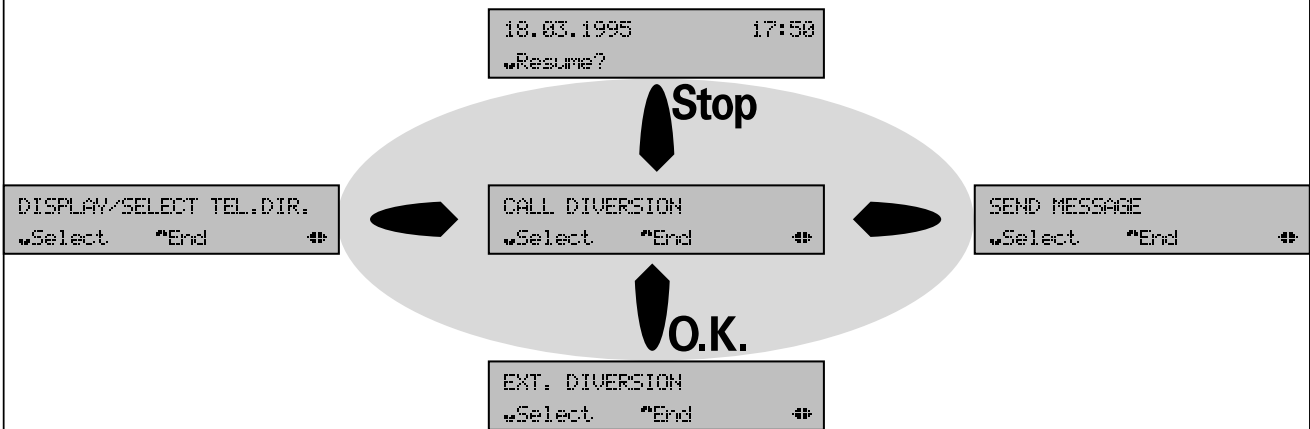 18.03.1995 17:50
Resume?
Stop
DISPLAY/SELECT TEL.DIR.
Select End
CALL DIVERSION
Select End
SEND MESSAGE
Select End
O.K.
EXT. DIVERSION
Select End